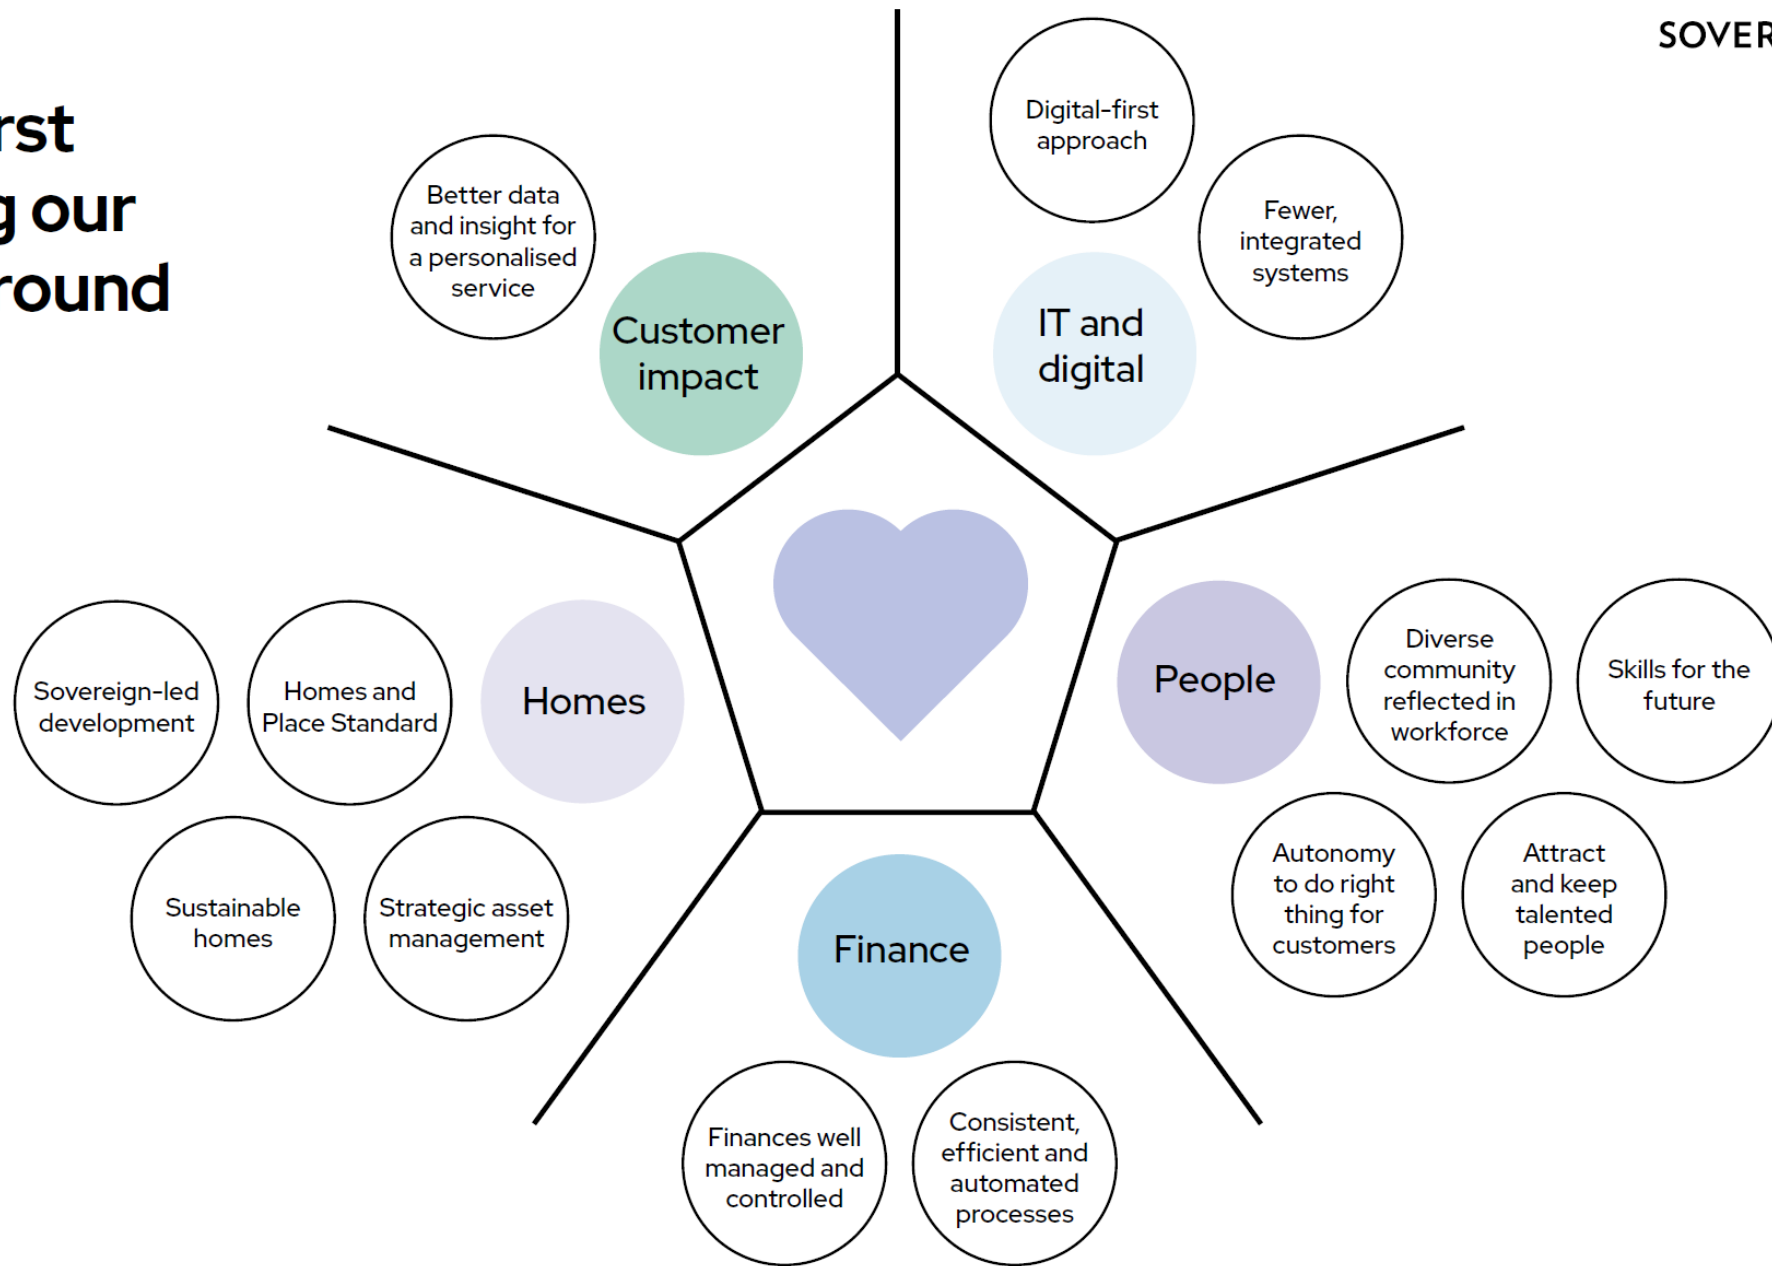 SOVER
rst
g our
round
Better data
and insight for
a personalised
service
Customer
impact
Digital-first
approach
Fewer,
integrated
systems
IT and
digital
Sovereign-led
development
Homes and
Place Standard
Homes
Sustainable
homes
Strategic asset
management
People
Diverse
community
reflected in
workforce
Skills for the
future
Autonomy
to do right
thing for
customers
Attract
and keep
talented
people
Finance
Finances well
managed and
controlled
Consistent,
efficient and
automated
processes